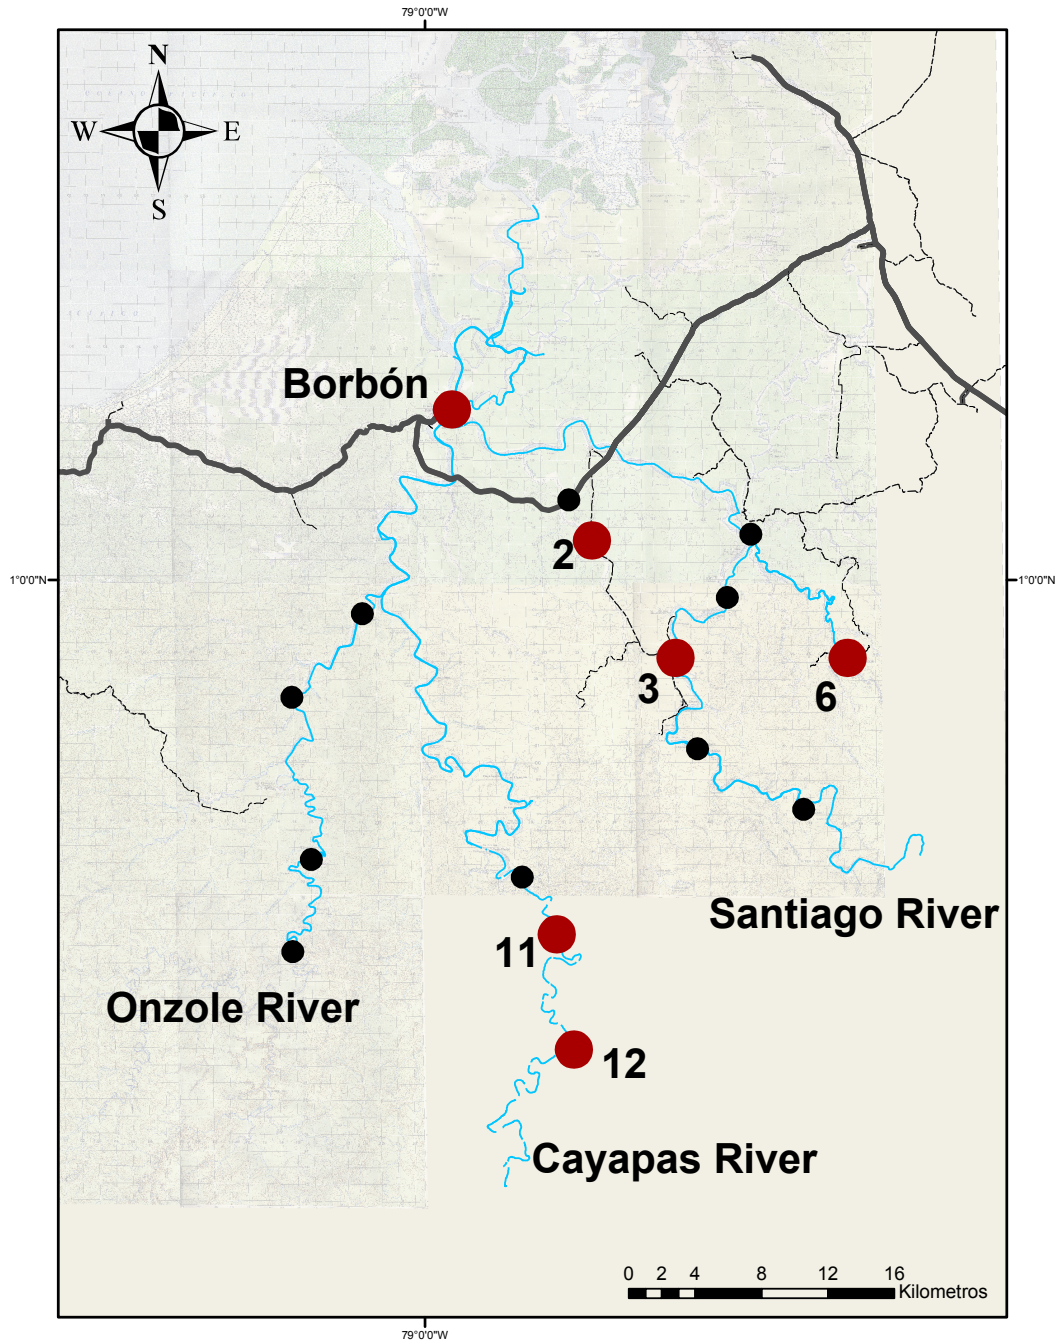 79°0'0"W
N
W
E
S
Borbón
2
1°0'0"N
1°0'0"N
3
6
Santiago River
11
Onzole River
12
Cayapas River
0 2 4 8 12 16
Kilometros
79°0'0"W